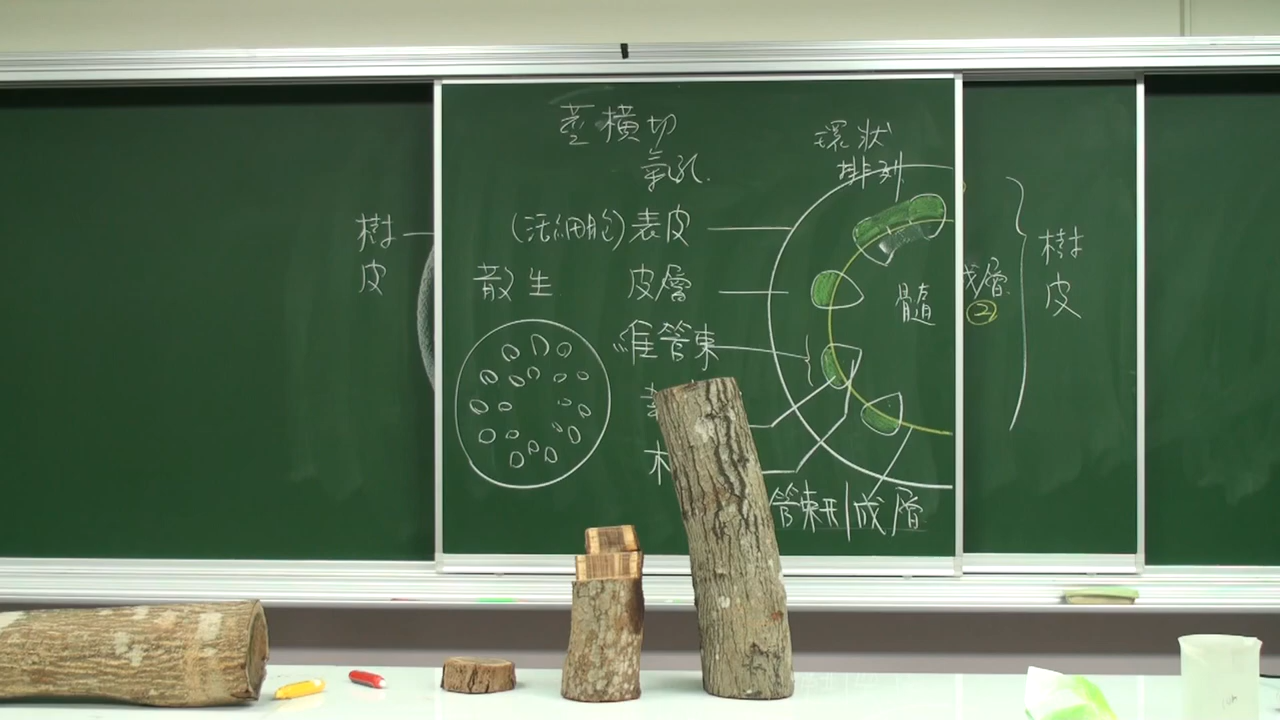 莖橫切
氣孔
環狀
排列
樹皮
(活細胞)表皮
散生
皮層
維管束
髓
成層
②
樹皮
管束形成層